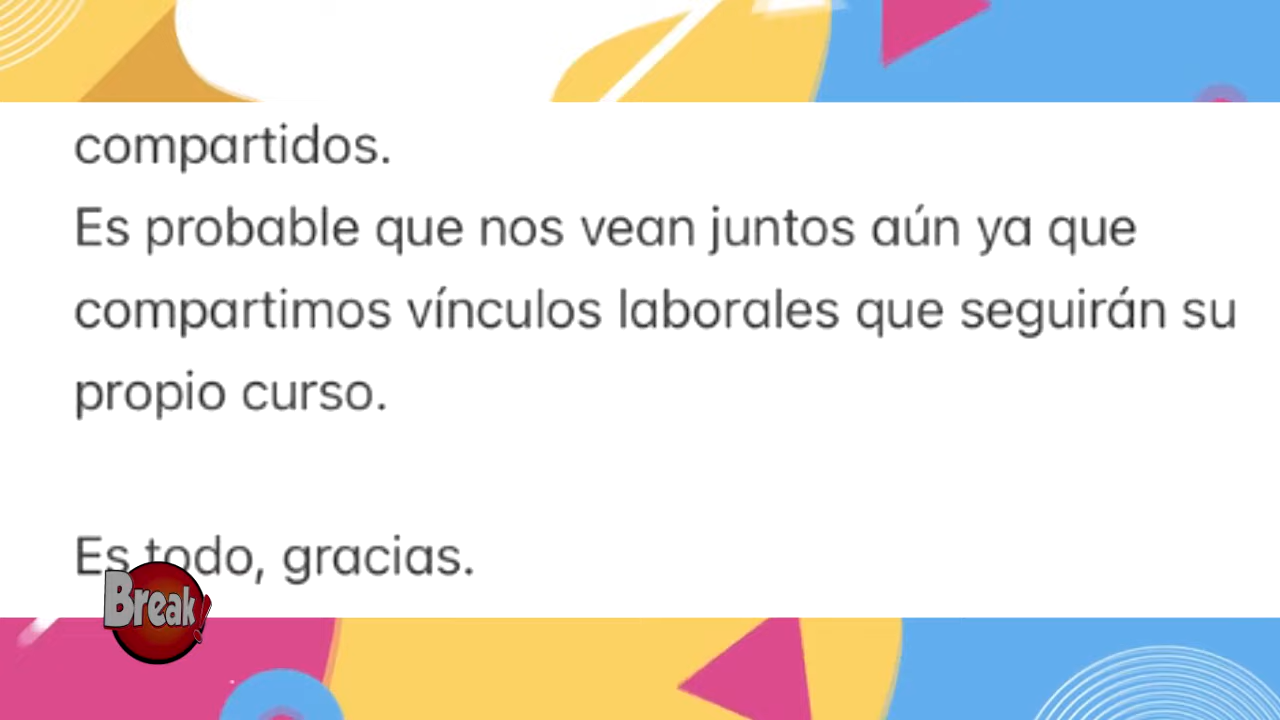 compartidos.
Es probable que nos vean juntos aún ya que
compartimos vínculos laborales que seguirán su
propio curso.
Es todo, gracias.
Break!